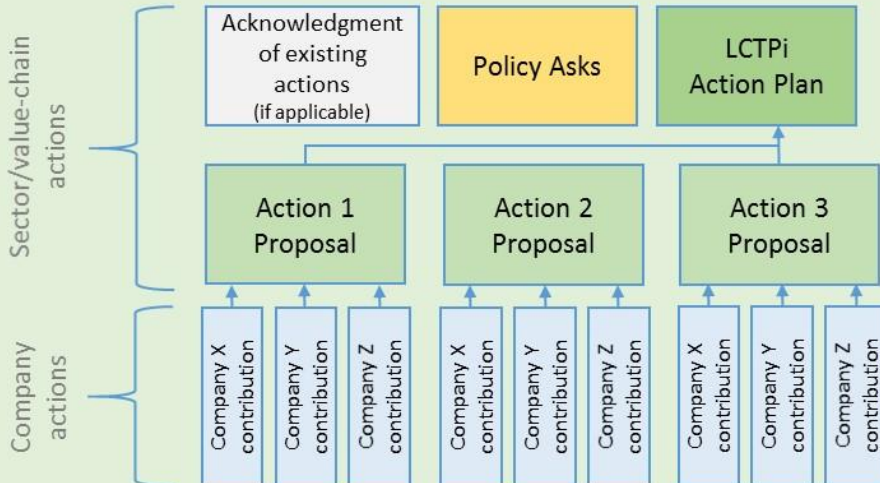 Sector/value-chain
actions
Acknowledgment
of existing
actions
(if applicable)
Policy Asks
LCTPi
Action Plan
Action 1
Proposal
Action 2
Proposal
Action 3
Proposal
Company
actions
Company X
contribution
Company Y
contribution
Company Z
contribution
Company X
contribution
Company Y
contribution
Company Z
contribution
Company X
contribution
Company Y
contribution
Company Z
contribution